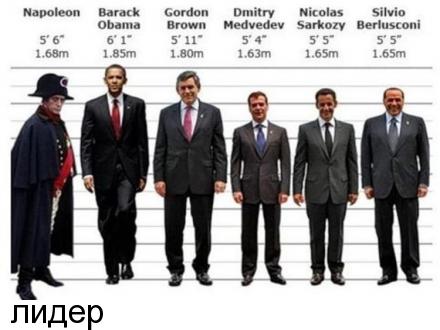 Napoleon Barack Gordon Dmitry Nicolas Silvio
Obama Brown Medvedev Sarkozy Berlusconi
5′ 6″ 6′ 1″ 5′ 11″ 5′ 4″ 5′ 5″ 5′ 5″
1.68m 1.85m 1.80m 1.63m 1.65m 1.65m
лидер